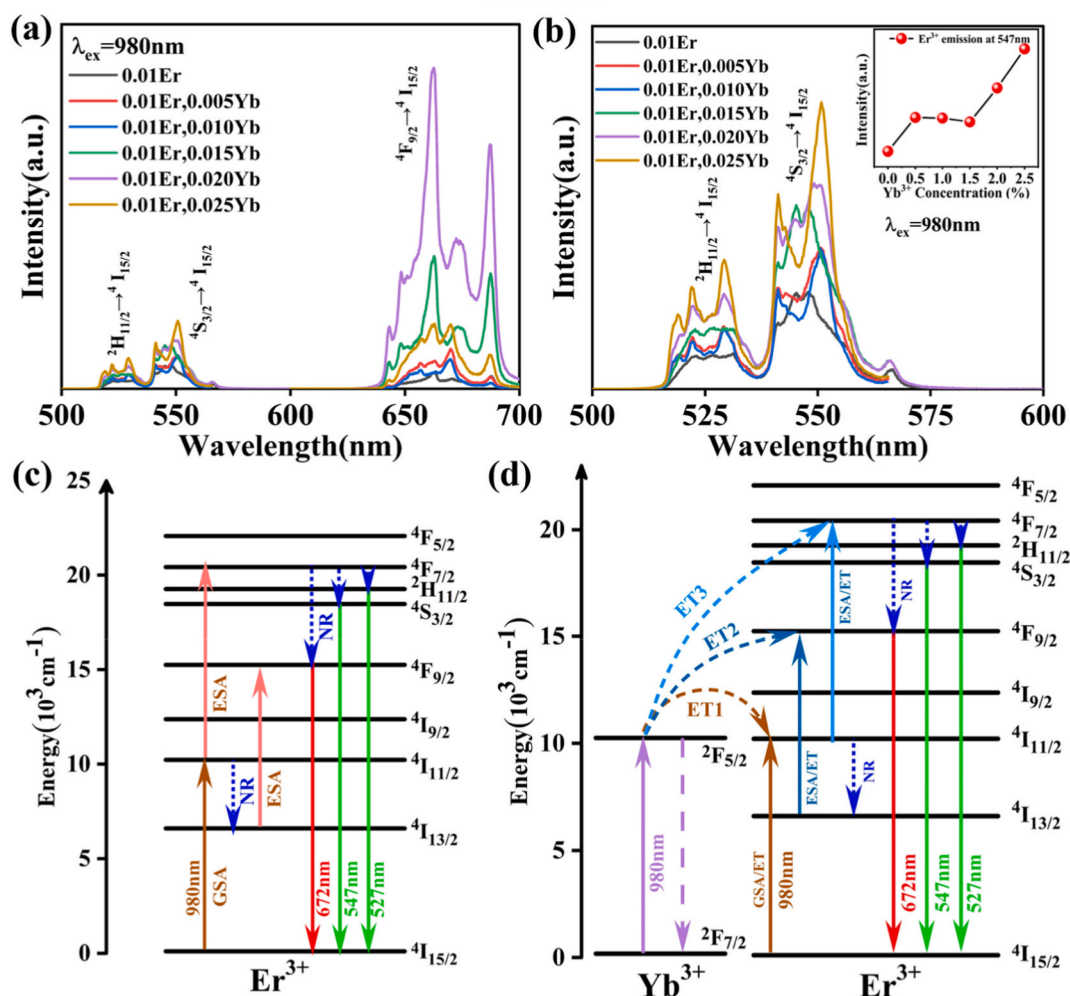 (a)
λex=980nm
0.01Er
0.01Er,0.005Yb
0.01Er,0.010Yb
0.01Er,0.015Yb
0.01Er,0.020Yb
0.01Er,0.025Yb
²H₁₁/₂→⁴I₁₅/₂
⁴S₃/₂→⁴I₁₅/₂
⁴F₉/₂→⁴I₁₅/₂
Intensity(a.u.)
500 550 600 650 700
Wavelength(nm)
(b)
0.01Er
0.01Er,0.005Yb
0.01Er,0.010Yb
0.01Er,0.015Yb
0.01Er,0.020Yb
0.01Er,0.025Yb
²H₁₁/₂→⁴I₁₅/₂
⁴S₃/₂→⁴I₁₅/₂
Er³⁺ emission at 547nm
Intensity(a.u.)
0.0 0.5 1.0 1.5 2.0 2.5
Yb³⁺ Concentration (%)
λex=980nm
Intensity(a.u.)
500 525 550 575 600
Wavelength(nm)
(c)
25
20
15
10
5
0
Energy(10³cm⁻¹)
⁴F₅/₂
⁴F₇/₂
²H₁₁/₂
⁴S₃/₂
⁴F₉/₂
⁴I₉/₂
⁴I₁₁/₂
⁴I₁₃/₂
⁴I₁₅/₂
ESA
NR
NR
ESA
980nm
GSA
672nm
547nm
527nm
Er³⁺
(d)
20
15
10
5
0
Energy(10³cm⁻¹)
⁴F₅/₂
⁴F₇/₂
²H₁₁/₂
⁴S₃/₂
⁴F₉/₂
⁴I₉/₂
⁴I₁₁/₂
⁴I₁₃/₂
⁴I₁₅/₂
ET3
ET2
ET1
ESA/ET
NR
²F₅/₂
ESA/ET
NR
980nm
GSA/ET
980nm
672nm
547nm
527nm
²F₇/₂
Yb³⁺
Er³⁺